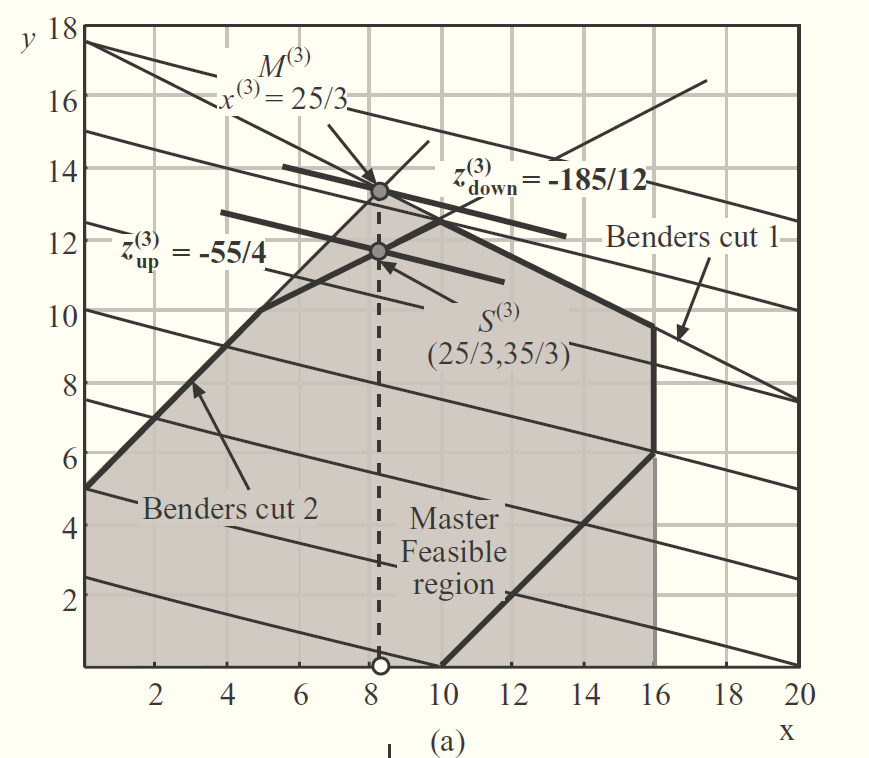 y
18
M(3)
x(3) = 25/3
16
14
z(3)down = -185/12
12
z(3)up = -55/4
Benders cut 1
10
S(3)
(25/3,35/3)
8
6
Benders cut 2
Master
Feasible
region
4
2
2 4 6 8 10 12 14 16 18 20
x
(a)